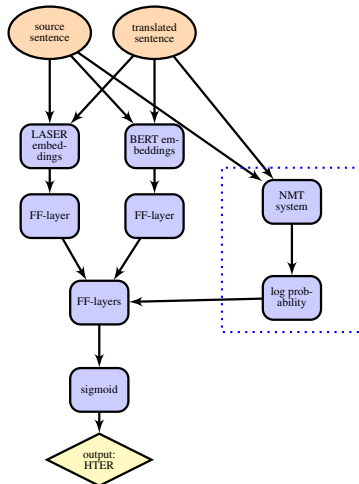 source
sentence
translated
sentence
LASER
embed-
dings
BERT em-
beddings
NMT
system
FF-layer
FF-layer
FF-layers
log prob-
ability
sigmoid
output:
HTER